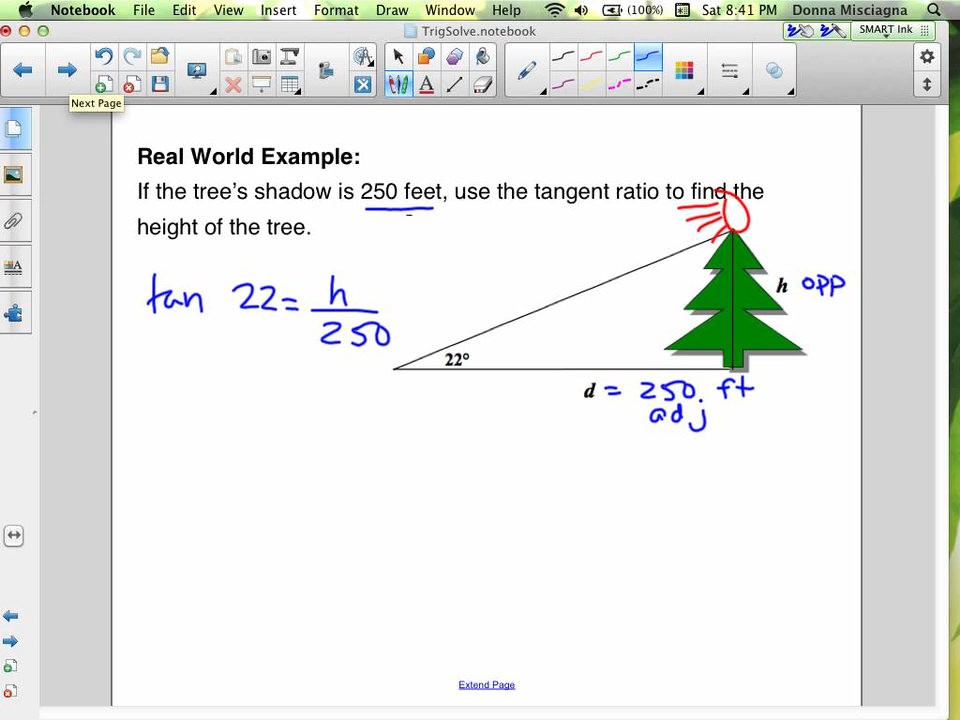 Notebook File Edit View Insert Format Draw Window Help (100%) Sat 8:41 PM Donna Misciagna
TrigSolve.notebook
SMART Ink
Next Page
Real World Example:
If the tree's shadow is 250 feet, use the tangent ratio to find the
height of the tree.
tan 22 = h
250
h opp
22°
d = 250. ft
adj
Extend Page